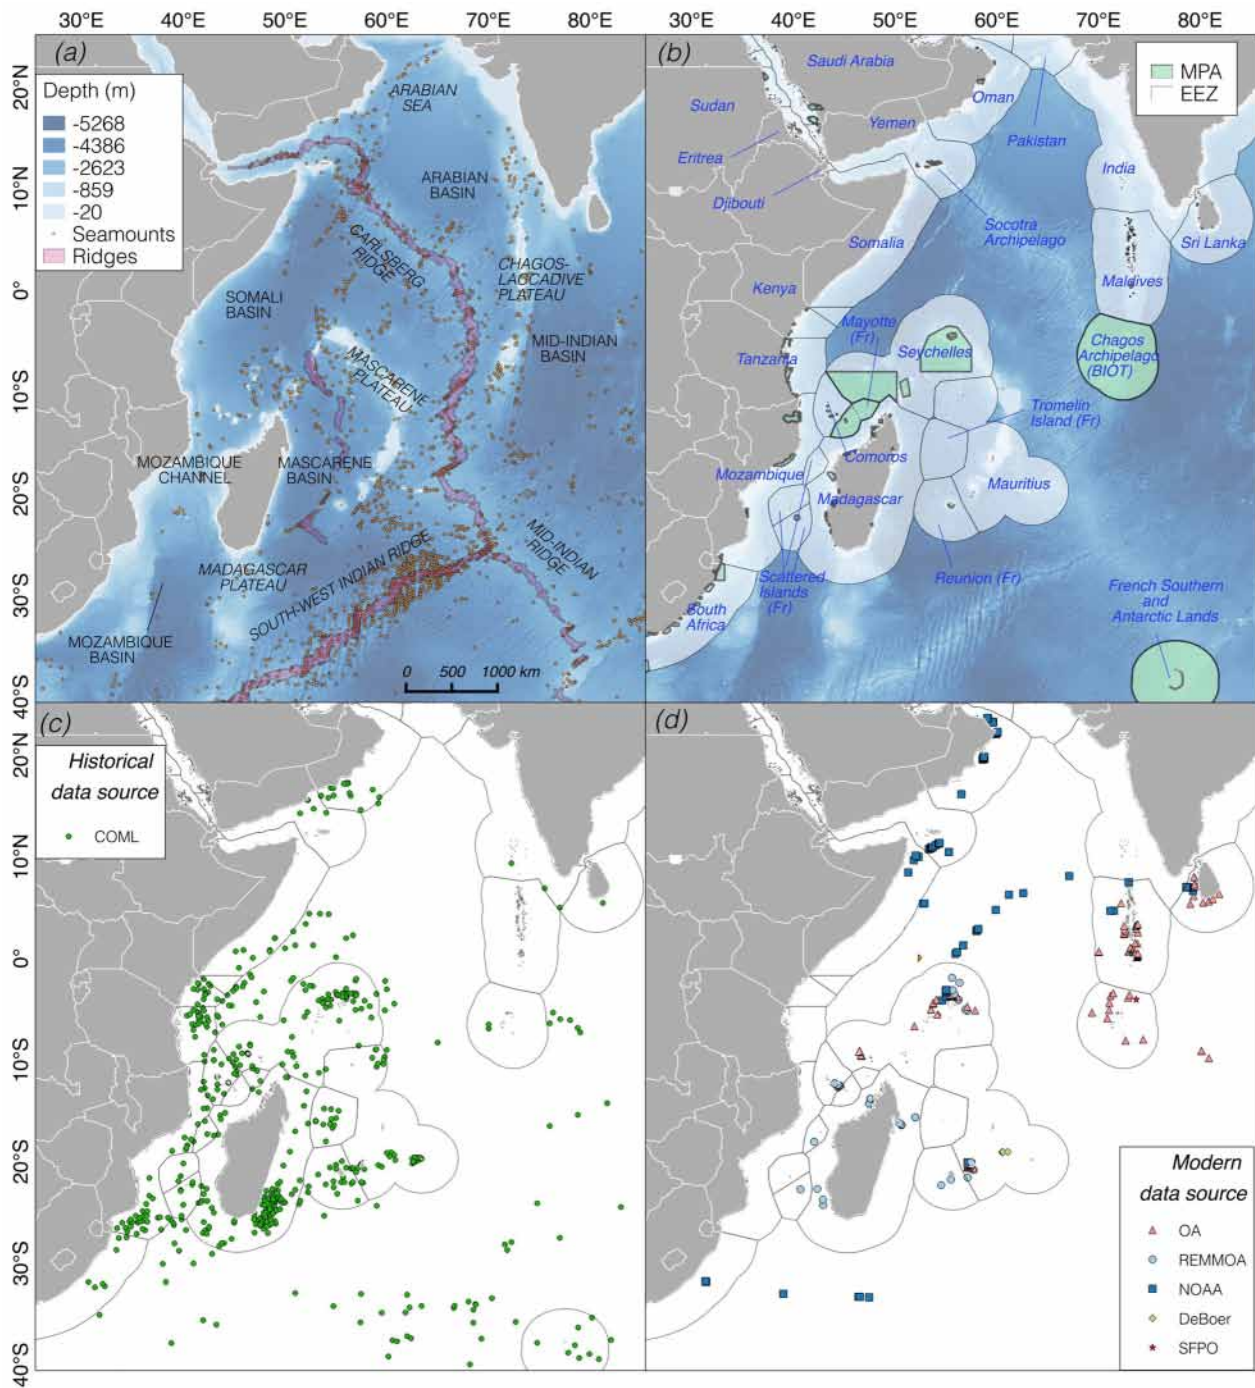 30°E 40°E 50°E 60°E 70°E 80°E 30°E 40°E 50°E 60°E 70°E 80°E
(a)
Depth (m)
-5268
-4386
-2623
-859
-20
Seamounts
Ridges
ARABIAN
SEA
ARABIAN
BASIN
CARLSBERG
RIDGE
CHAGOS-
LACCADIVE
PLATEAU
SOMALI
BASIN
MID-INDIAN
BASIN
MASCARENE
PLATEAU
MOZAMBIQUE
CHANNEL
MASCARENE
BASIN
MADAGASCAR
PLATEAU
SOUTH-WEST INDIAN RIDGE
MID-INDIAN
RIDGE
MOZAMBIQUE
BASIN
0 500 1000 km
20°N
10°N
0°
10°S
20°S
30°S
40°S
(b)
MPA
EEZ
Saudi Arabia
Sudan
Oman
Yemen
Pakistan
Eritrea
India
Djibouti
Socotra
Archipelago
Somalia
Sri Lanka
Maldives
Kenya
Mayotte
(Fr)
Seychelles
Chagos
Archipelago
(BIOT)
Tanzania
Tromelin
Island (Fr)
Comoros
Mozambique
Madagascar
Mauritius
Scattered
Islands
(Fr)
Reunion (Fr)
South
Africa
French Southern
and
Antarctic Lands
(c)
Historical
data source
COML
20°N
10°N
0°
10°S
20°S
30°S
40°S
(d)
Modern
data source
OA
REMMOA
NOAA
DeBoer
SFPO